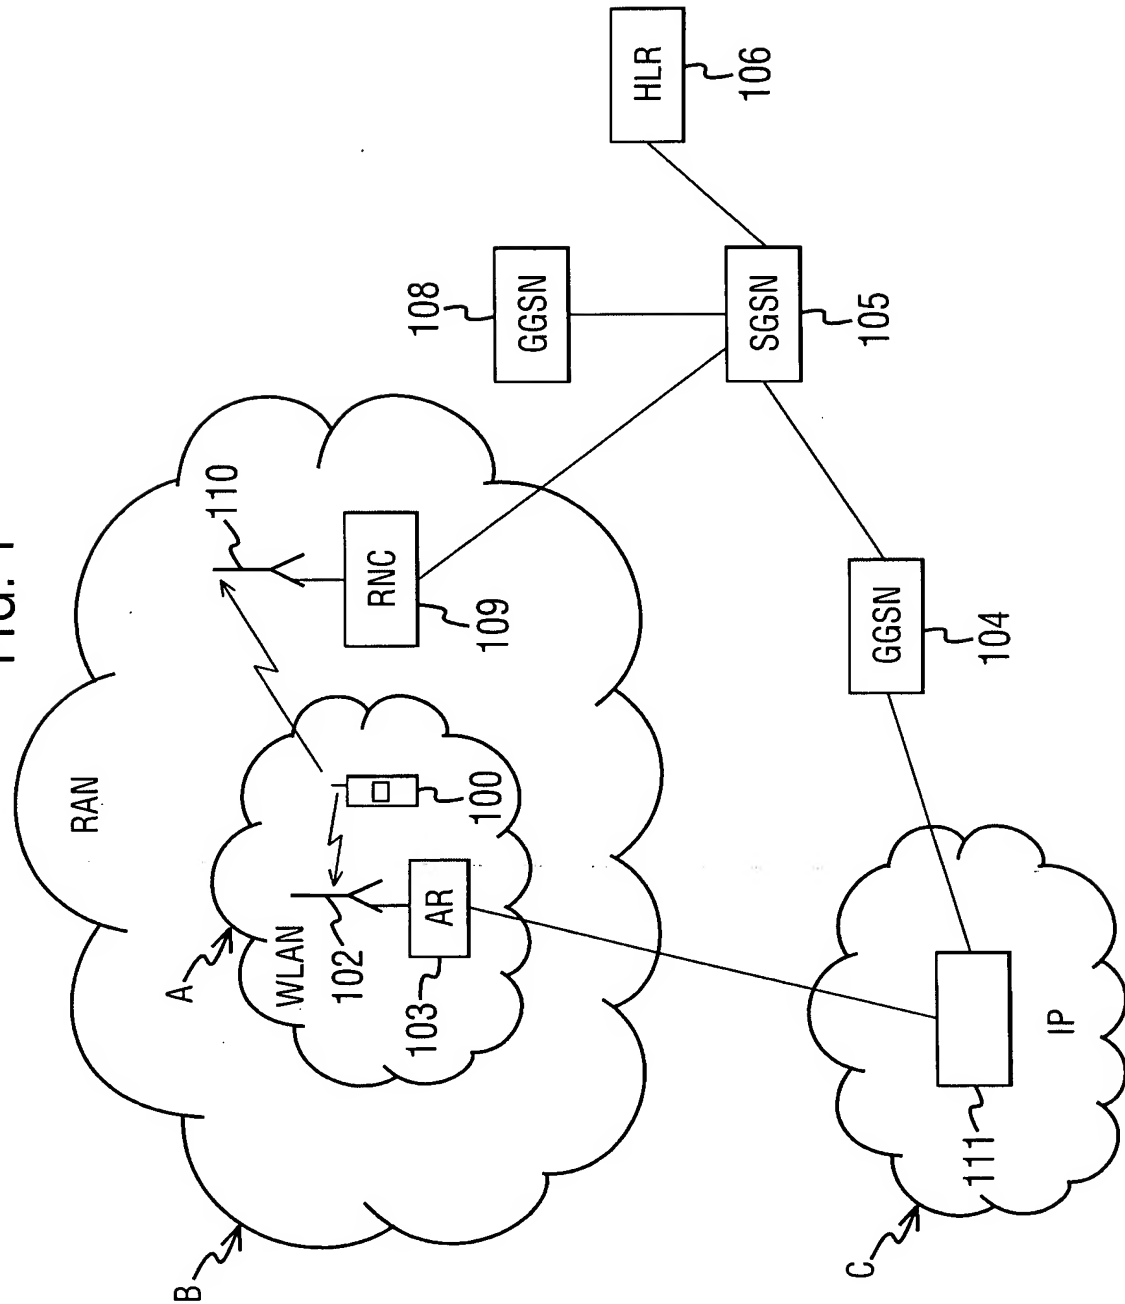 FIG. 1
RAN
B
A
110
WLAN
102
RNC
108
103
AR
100
109
GGSN
HLR
106
SGSN
C
105
GGSN
111
104
IP